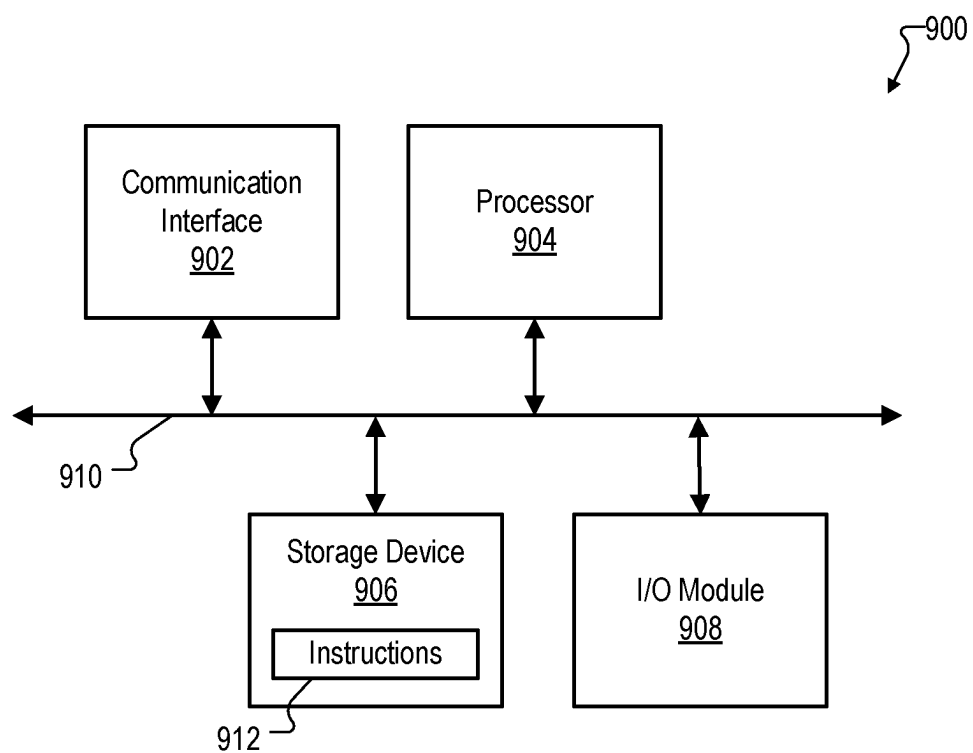 900
Communication
Interface
902
Processor
904
910
Storage Device
906
Instructions
912
I/O Module
908